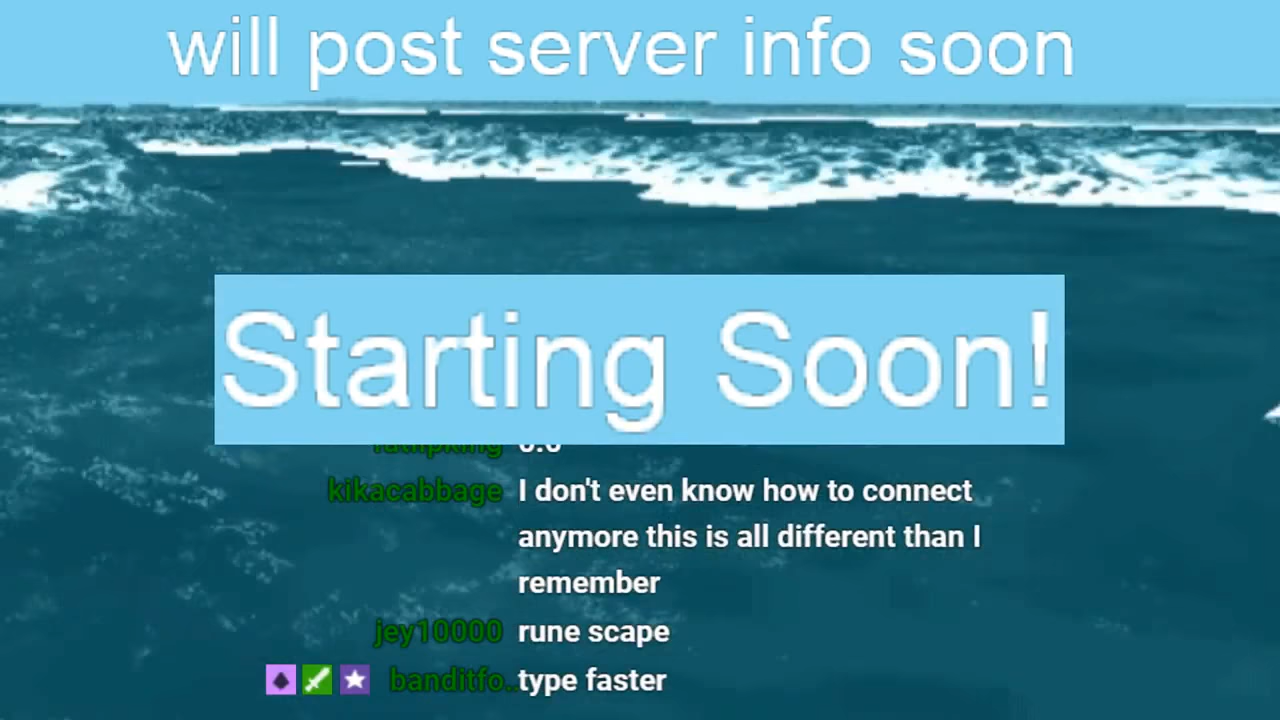 will post server info soon
Starting Soon!
kikacabbage I don't even know how to connect
anymore this is all different than I
remember
jey10000 rune scape
banditfo.. type faster